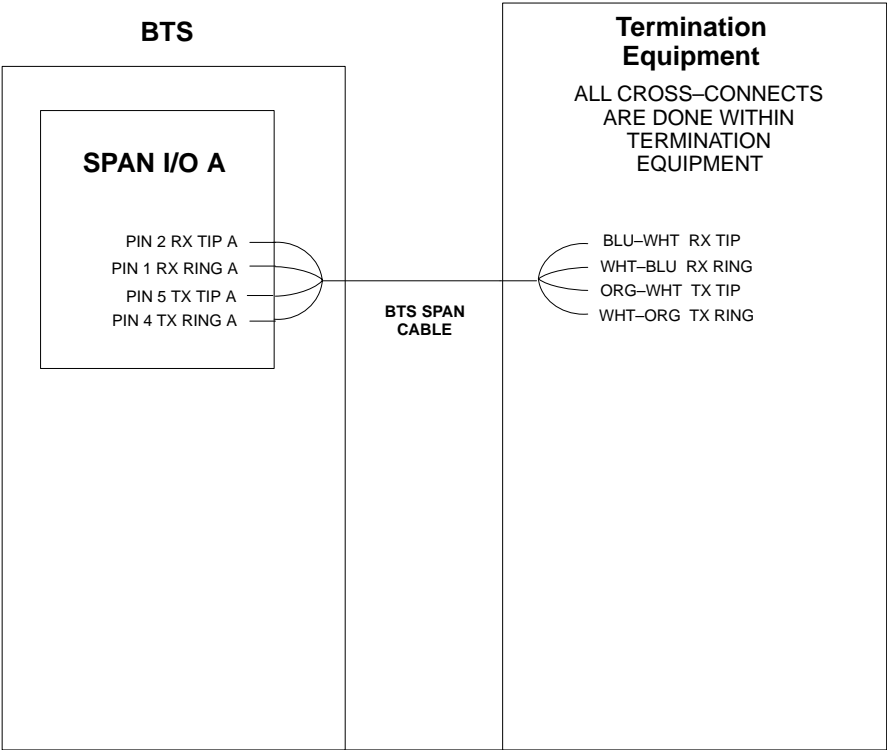 BTS
SPAN I/O A
PIN 2 RX TIP A
PIN 1 RX RING A
PIN 5 TX TIP A
PIN 4 TX RING A
BTS SPAN
CABLE
Termination
Equipment
ALL CROSS–CONNECTS
ARE DONE WITHIN
TERMINATION
EQUIPMENT
BLU–WHT RX TIP
WHT–BLU RX RING
ORG–WHT TX TIP
WHT–ORG TX RING